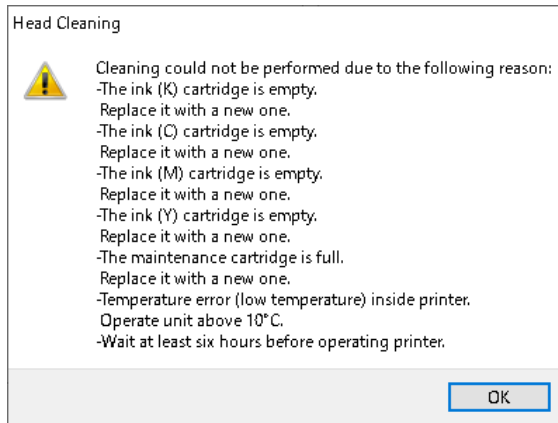 Head Cleaning
Cleaning could not be performed due to the following reason:
-The ink (K) cartridge is empty.
Replace it with a new one.
-The ink (C) cartridge is empty.
Replace it with a new one.
-The ink (M) cartridge is empty.
Replace it with a new one.
-The ink (Y) cartridge is empty.
Replace it with a new one.
-The maintenance cartridge is full.
Replace it with a new one.
-Temperature error (low temperature) inside printer.
Operate unit above 10°C.
-Wait at least six hours before operating printer.
OK